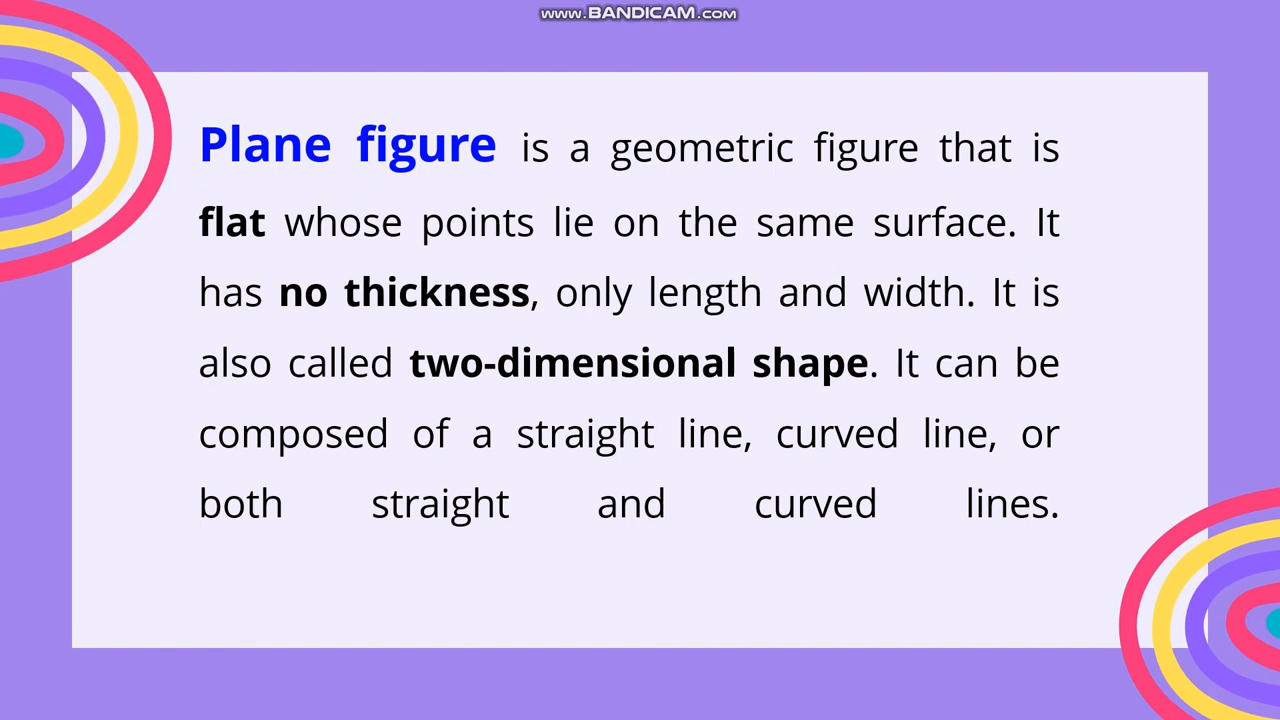 www.BANDICAM.com
Plane figure is a geometric figure that is
flat whose points lie on the same surface. It
has no thickness, only length and width. It is
also called two-dimensional shape. It can be
composed of a straight line, curved line, or
both straight and curved lines.